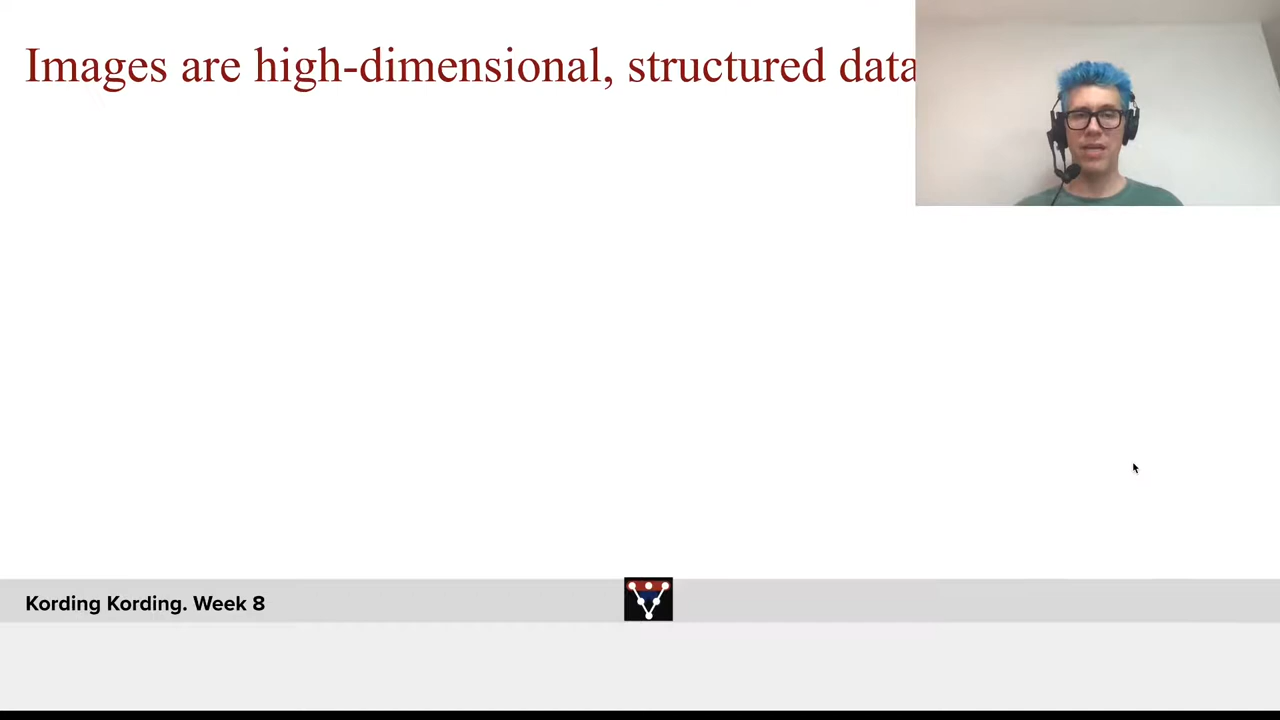 Images are high-dimensional, structured data
Kording Kording. Week 8